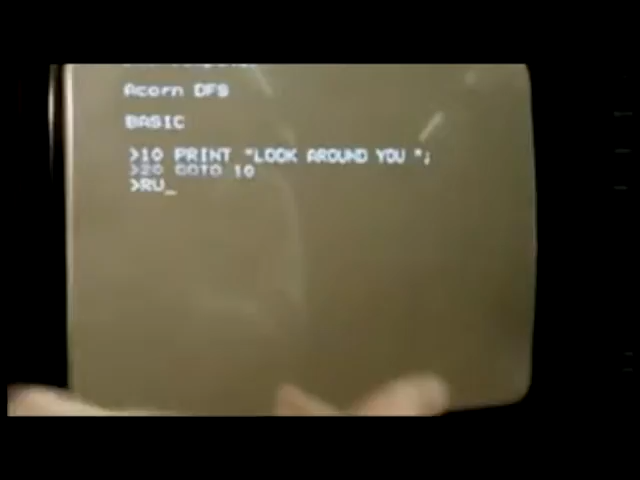 Acorn DFS
BASIC
>10 PRINT "LOOK AROUND YOU ";
>20 GOTO 10
>RU_